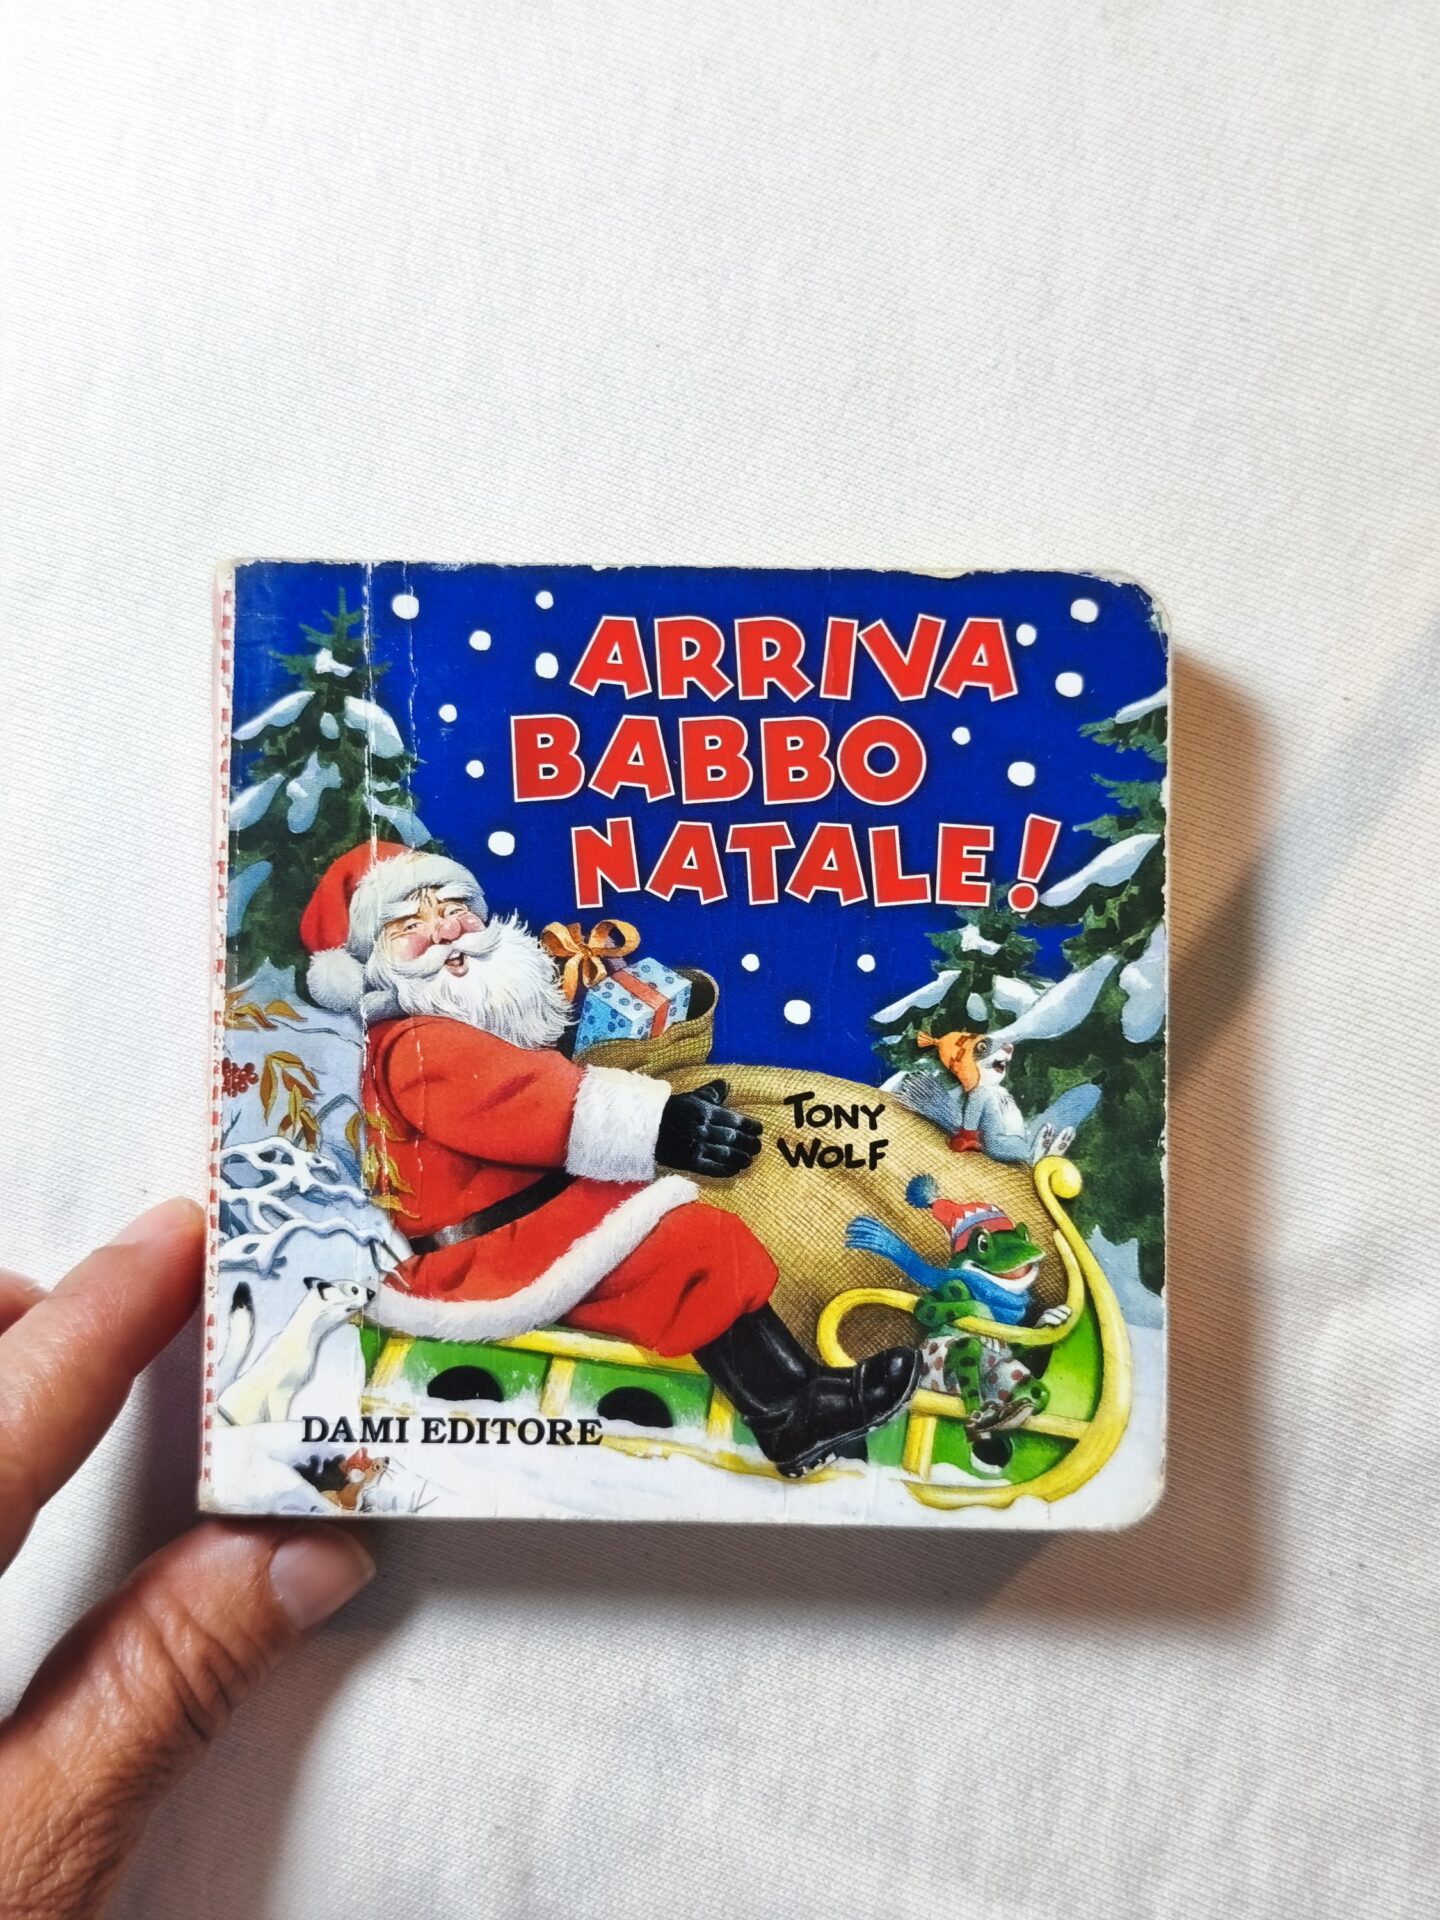 ARRIVA
BABBO
NATALE!
TONY
WOLF
DAMI EDITORE